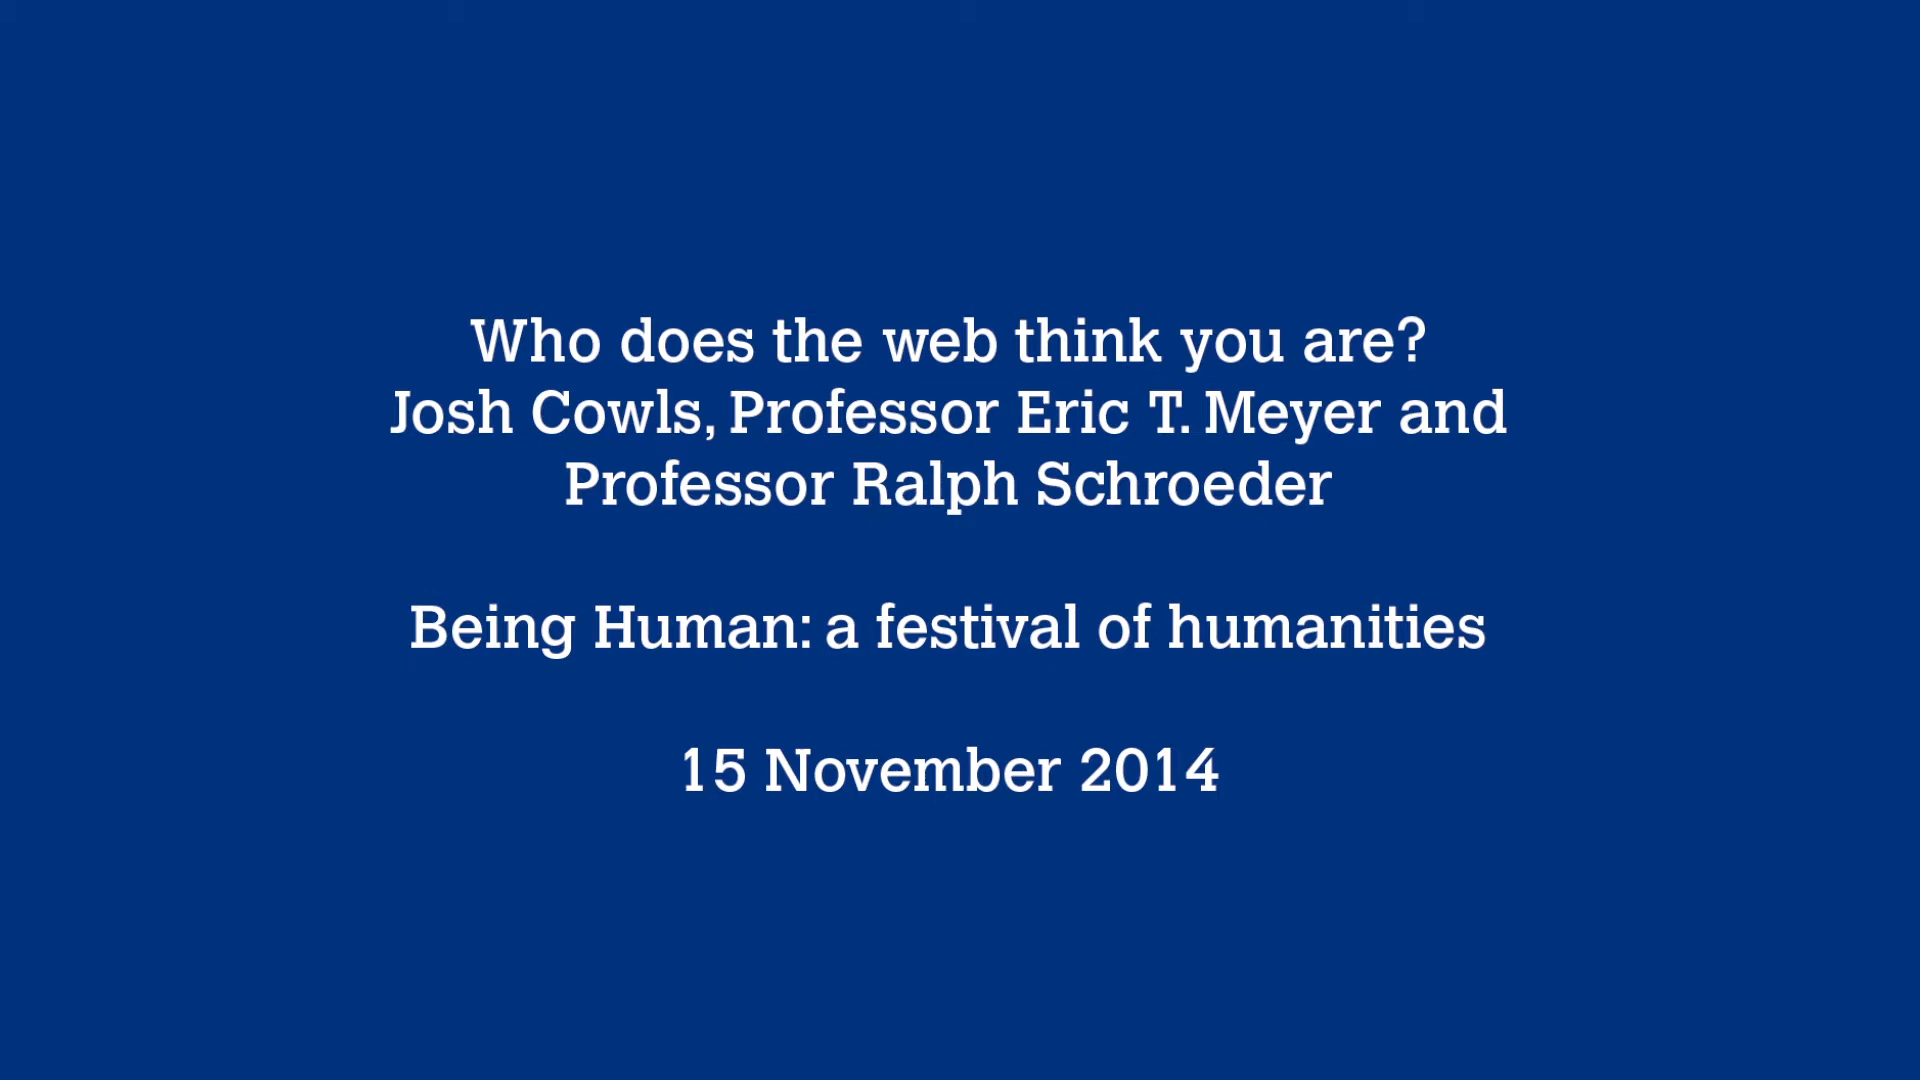 Who does the web think you are?
Josh Cowls, Professor Eric T. Meyer and
Professor Ralph Schroeder
Being Human: a festival of humanities
15 November 2014